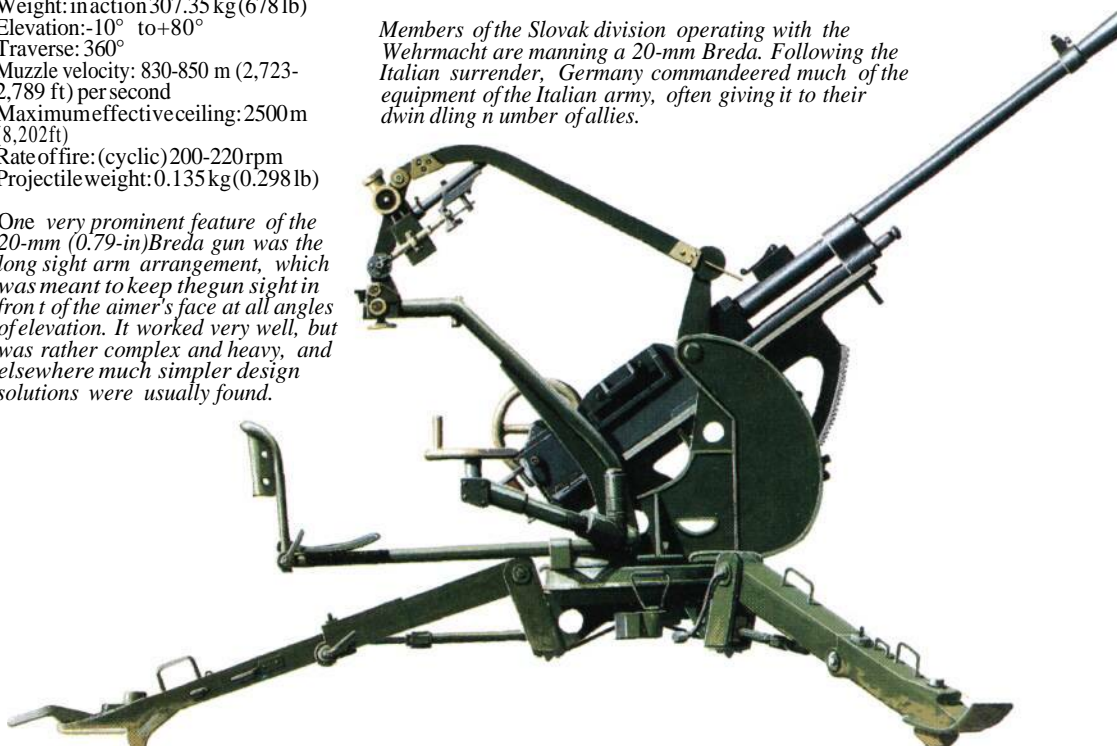 Weight: in action 307.35 kg (678 lb)
Elevation:-10° to+80°
Traverse: 360°
Muzzle velocity: 830-850 m (2,723-
2,789 ft) per second
Maximum effective ceiling: 2500 m
(8,202ft)
Rate of fire: (cyclic) 200-220 rpm
Projectile weight: 0.135 kg (0.298 lb)
One very prominent feature of the
20-mm (0.79-in)Breda gun was the
long sight arm arrangement, which
was meant to keep thegun sight in
fron t of the aimer's face at all angles
of elevation. It worked very well, but
was rather complex and heavy, and
elsewhere much simpler design
solutions were usually found.
Members of the Slovak division operating with the
Wehrmacht are manning a 20-mm Breda. Following the
Italian surrender, Germany commandeered much of the
equipment of the Italian army, often giving it to their
dwin dling n umber of allies.